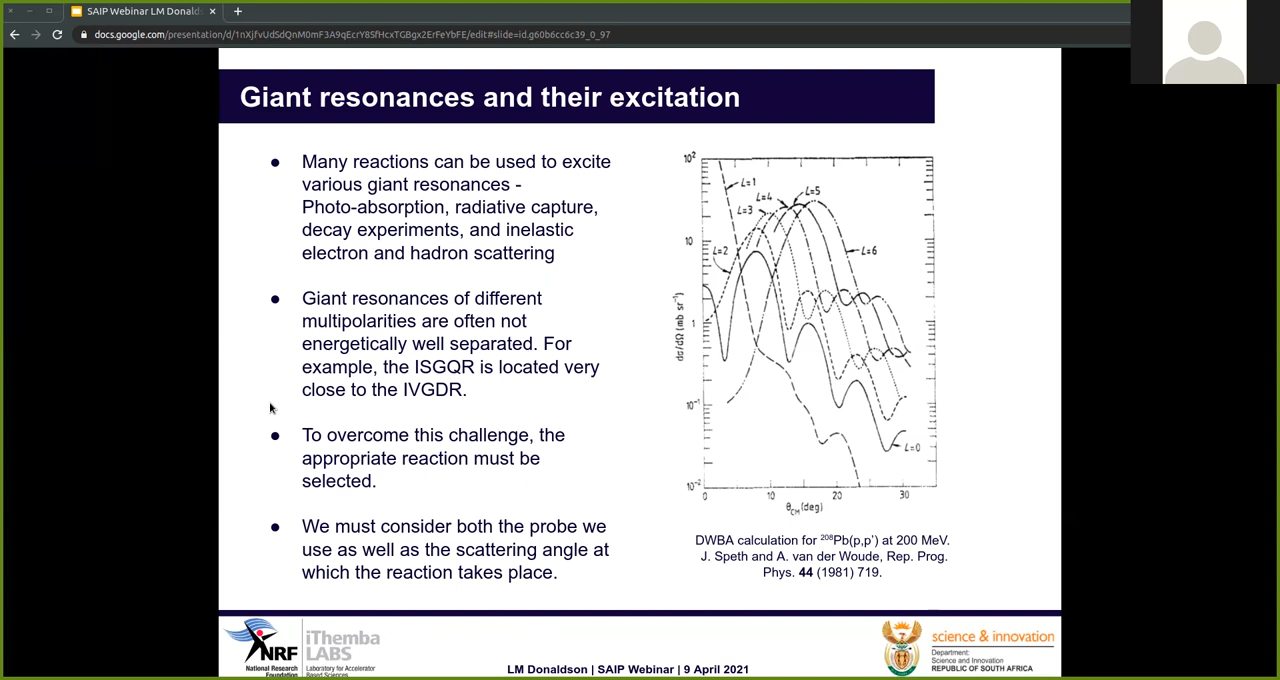 SAIP Webinar LM Donalds
docs.google.com/presentation/d/1nXjfvUdSdQnM0mF3A9qEcrY8SfHcxTGBgx2ErFeYbFE/edit#slide=id.g60b6cc6c39_0_97
Giant resonances and their excitation
● Many reactions can be used to excite
various giant resonances -
Photo-absorption, radiative capture,
decay experiments, and inelastic
electron and hadron scattering
● Giant resonances of different
multipolarities are often not
energetically well separated. For
example, the ISGQR is located very
close to the IVGDR.
● To overcome this challenge, the
appropriate reaction must be
selected.
● We must consider both the probe we
use as well as the scattering angle at
which the reaction takes place.
10²
L=1
L=5
L=4
L=3
10
L=2
L=6
dσ/dΩ (mb sr⁻¹)
1
10⁻¹
L=0
10⁻²
0 10 20 30
θCM (deg)
DWBA calculation for ²⁰⁸Pb(p,p’) at 200 MeV.
J. Speth and A. van der Woude, Rep. Prog.
Phys. 44 (1981) 719.
NRF
National Research
Foundation
iThemba
LABS
Laboratory for Accelerator
Based Sciences
LM Donaldson | SAIP Webinar | 9 April 2021
science & innovation
Department:
Science and Innovation
REPUBLIC OF SOUTH AFRICA